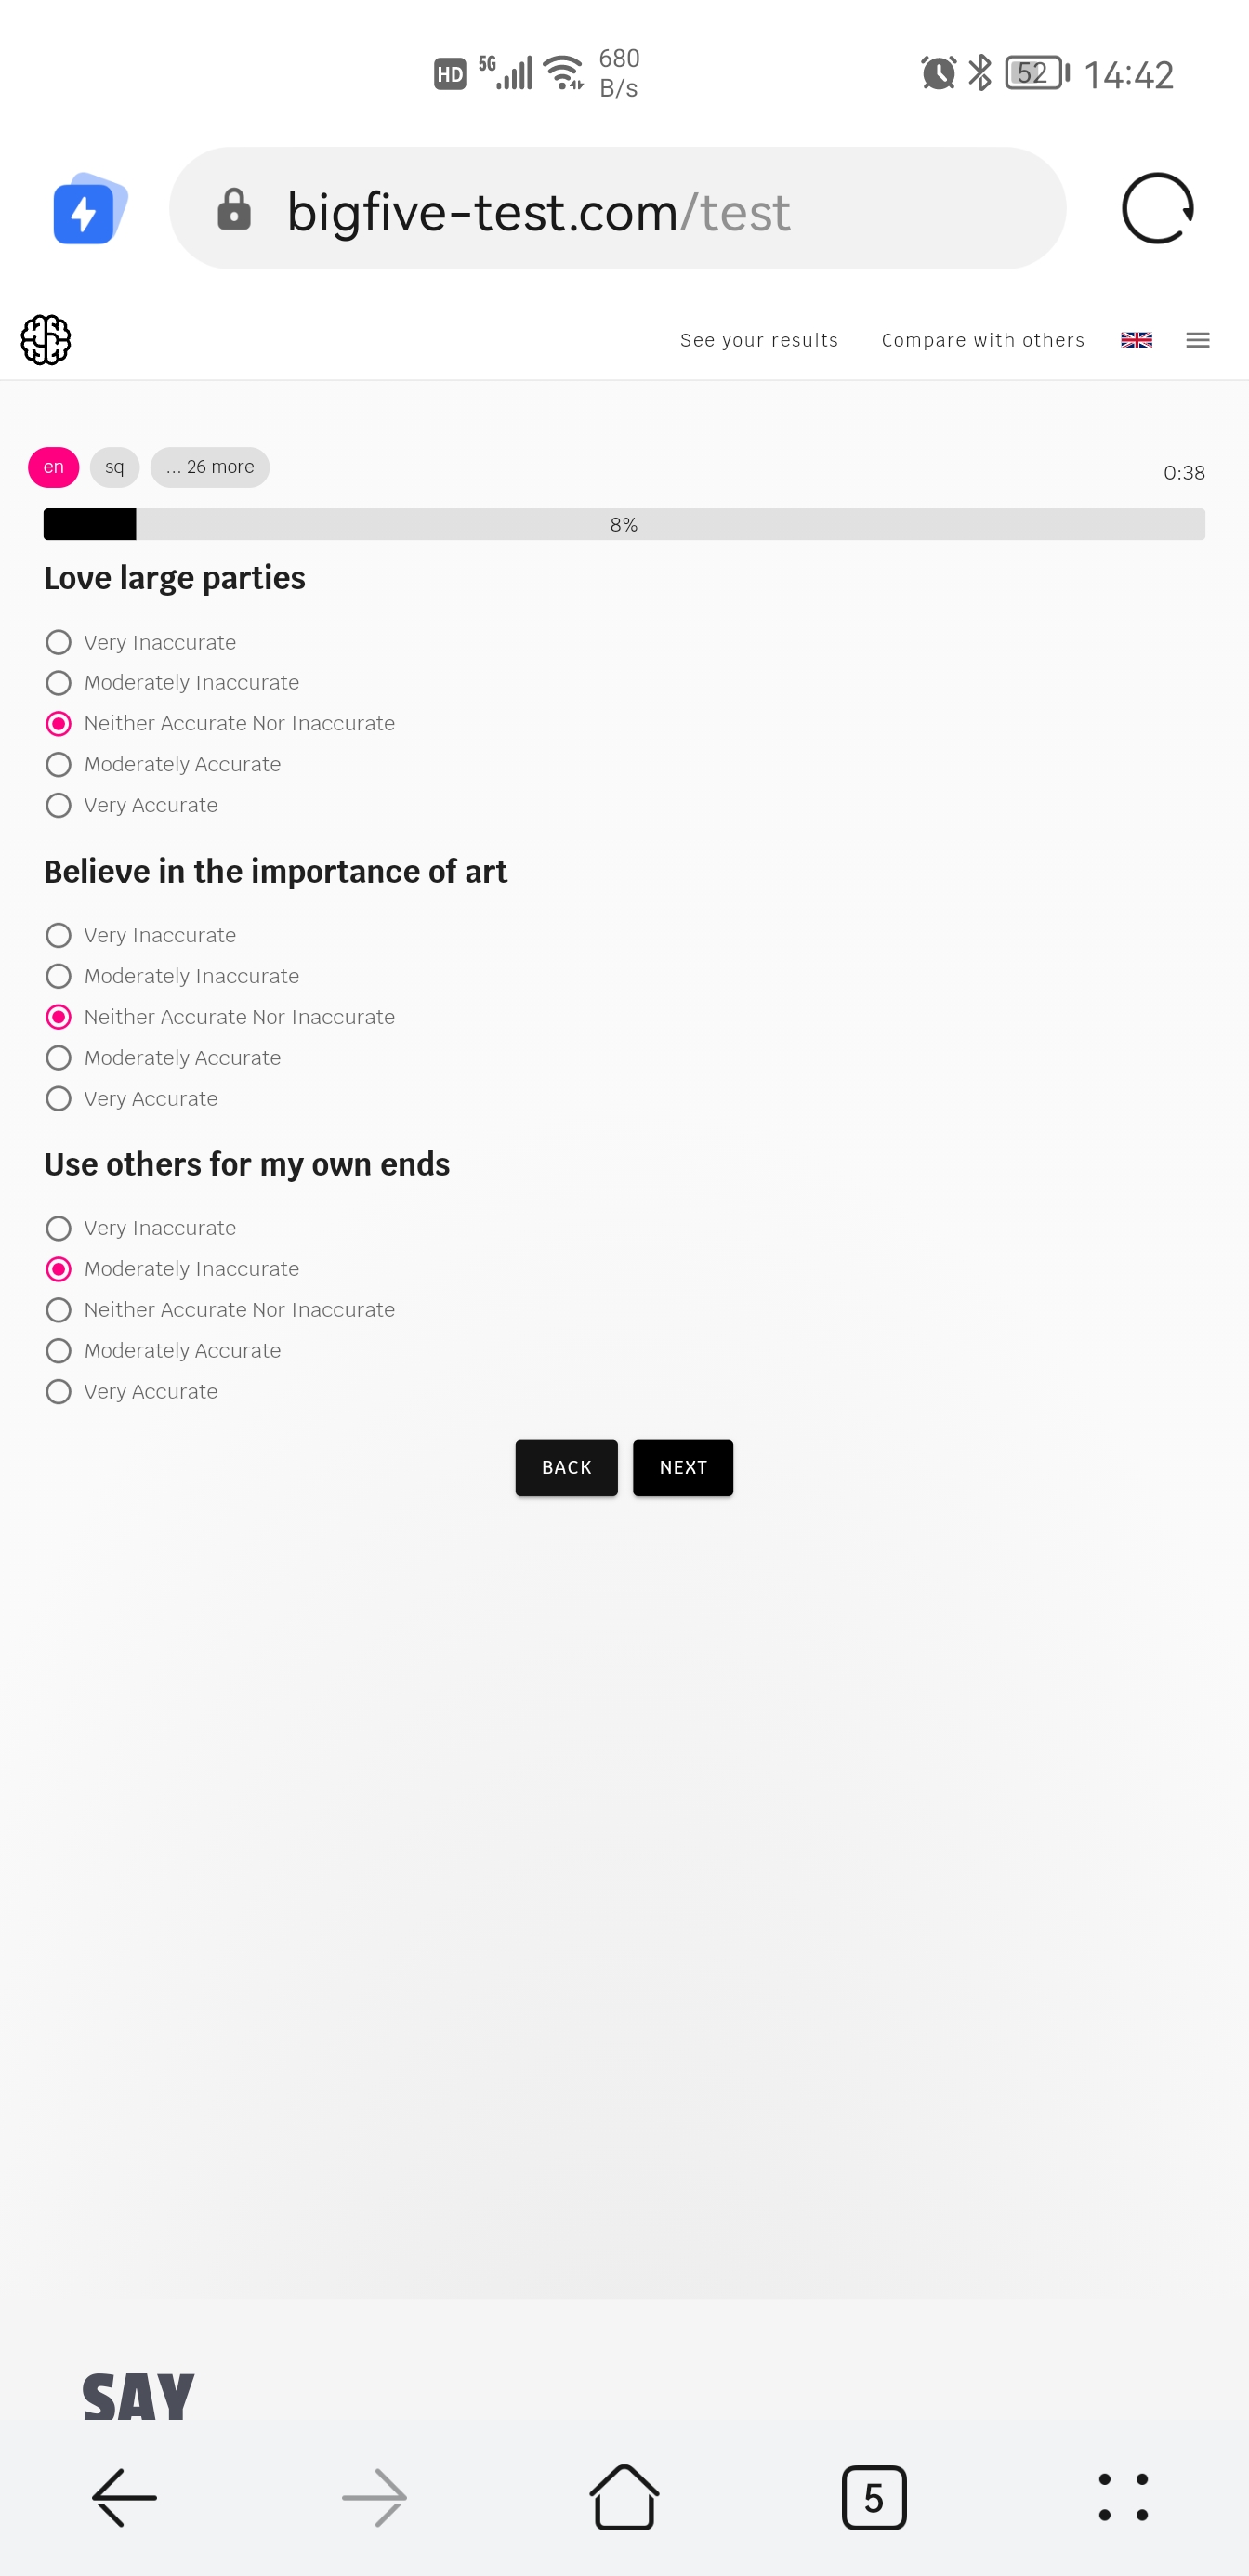 HD 5G 680 B/s 52 14:42
bigfive-test.com/test
See your results Compare with others
en sq ... 26 more 0:38
8%
Love large parties
Very Inaccurate
Moderately Inaccurate
Neither Accurate Nor Inaccurate
Moderately Accurate
Very Accurate
Believe in the importance of art
Very Inaccurate
Moderately Inaccurate
Neither Accurate Nor Inaccurate
Moderately Accurate
Very Accurate
Use others for my own ends
Very Inaccurate
Moderately Inaccurate
Neither Accurate Nor Inaccurate
Moderately Accurate
Very Accurate
BACK NEXT
SAY
5